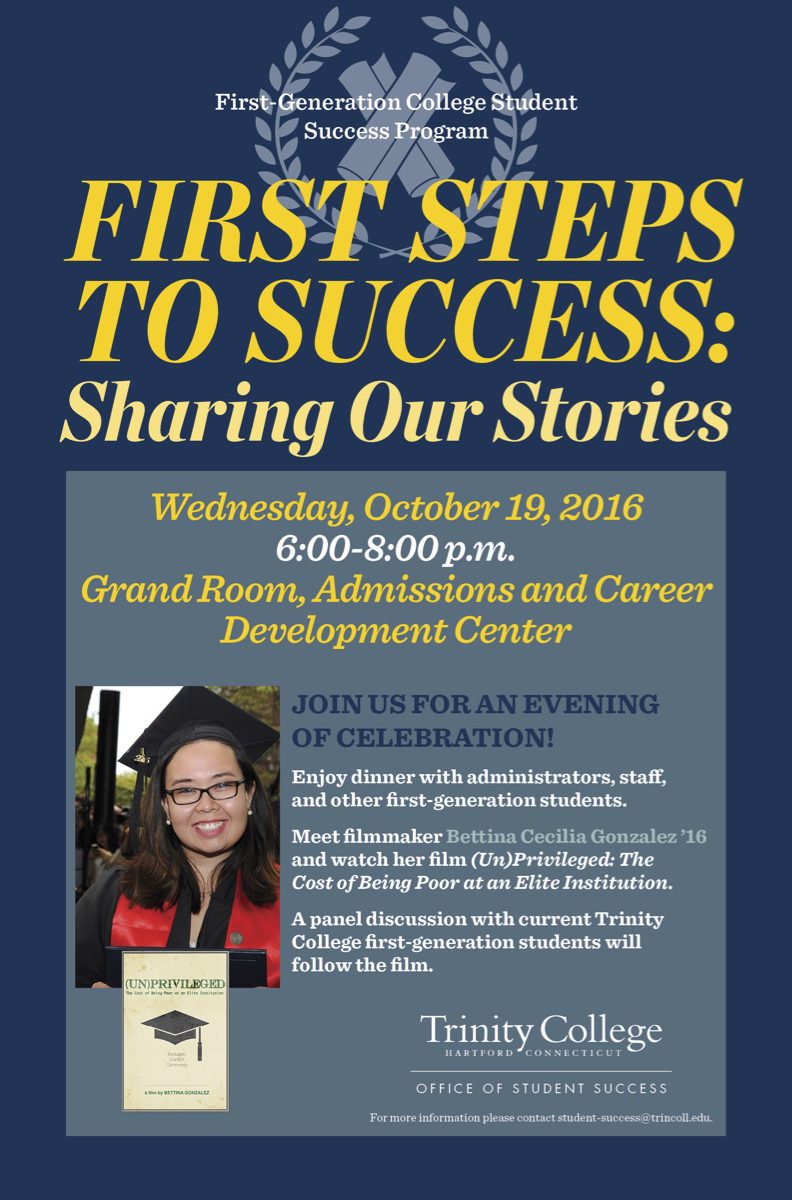 First-Generation College Student
Success Program
FIRST STEPS
TO SUCCESS:
Sharing Our Stories
Wednesday, October 19, 2016
6:00-8:00 p.m.
Grand Room, Admissions and Career
Development Center
JOIN US FOR AN EVENING
OF CELEBRATION!
Enjoy dinner with administrators, staff,
and other first-generation students.
Meet filmmaker Bettina Cecilia Gonzalez ’16
and watch her film (Un)Privileged: The
Cost of Being Poor at an Elite Institution.
A panel discussion with current Trinity
College first-generation students will
follow the film.
(UN)PRIVILEGED
The Cost of Being Poor at an Elite Institution
Conflict
Community
a film by BETTINA GONZALEZ
Trinity College
HARTFORD CONNECTICUT
OFFICE OF STUDENT SUCCESS
For more information please contact student-success@trincoll.edu.